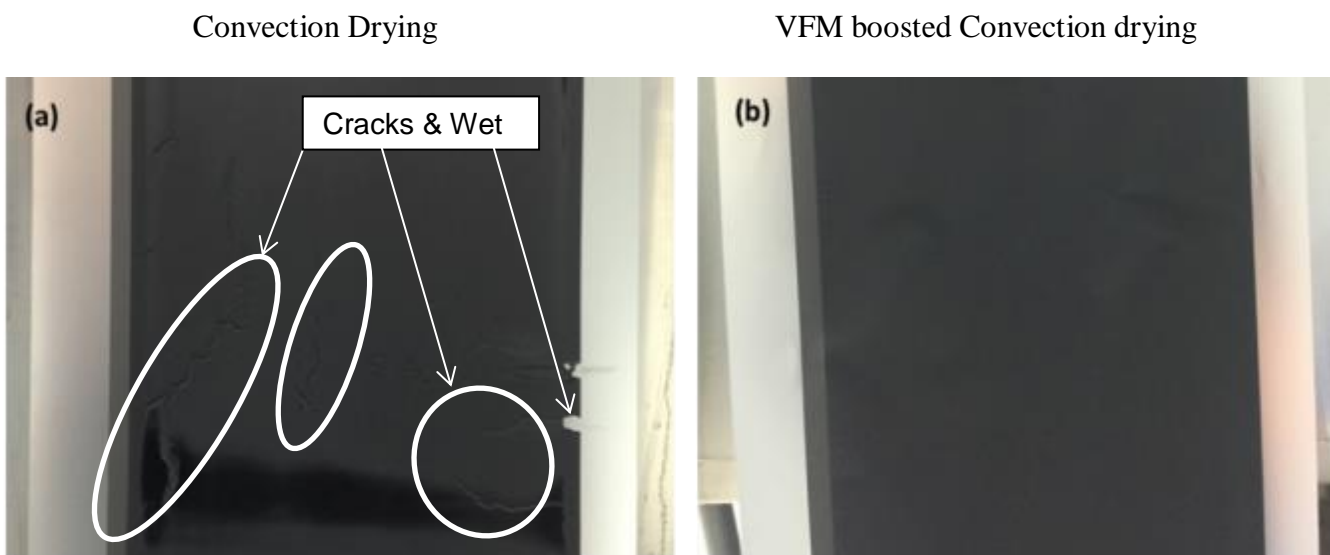 Convection Drying
VFM boosted Convection drying
(a)
Cracks & Wet
(b)